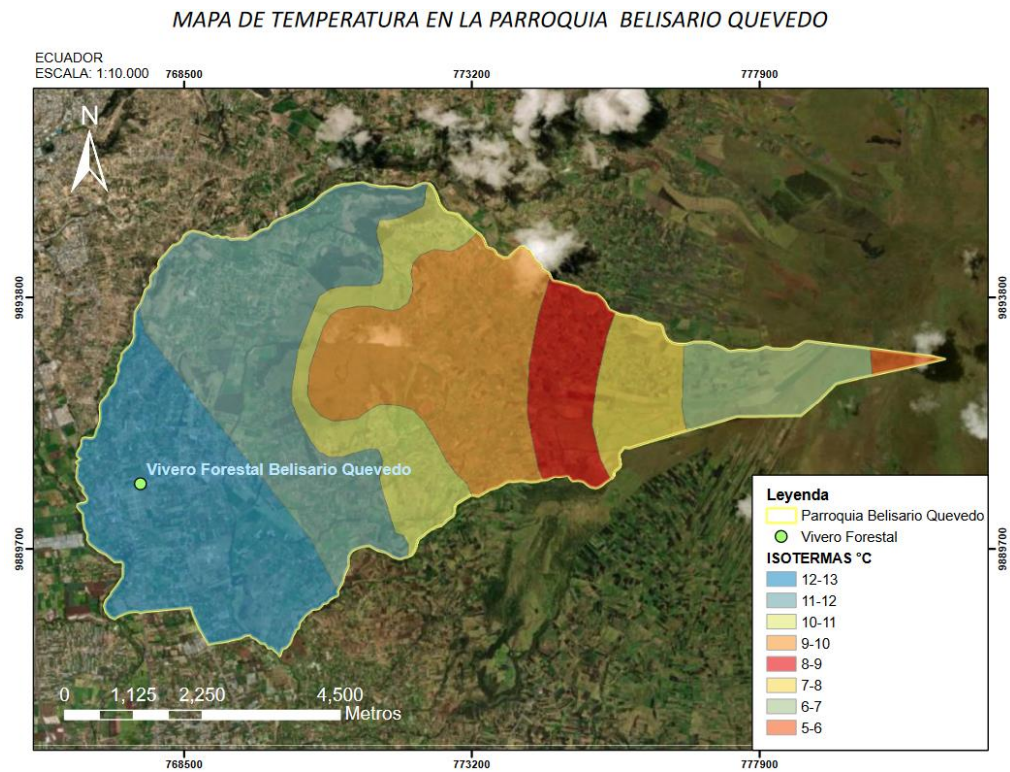 MAPA DE TEMPERATURA EN LA PARROQUIA BELISARIO QUEVEDO
ECUADOR
ESCALA: 1:10.000
768500
773200
777900
N
9893800
9893800
Vivero Forestal Belisario Quevedo
9889700
9889700
Leyenda
Parroquia Belisario Quevedo
Vivero Forestal
ISOTERMAS °C
12-13
11-12
10-11
9-10
8-9
7-8
6-7
5-6
0 1,125 2,250 4,500
Metros
768500
773200
777900